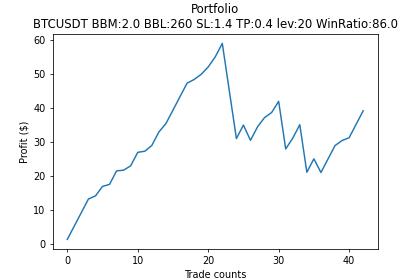 Portfolio
BTCUSDT BBM:2.0 BBL:260 SL:1.4 TP:0.4 lev:20 WinRatio:86.0
60
50
40
30
20
10
0
Profit ($)
0 10 20 30 40
Trade counts